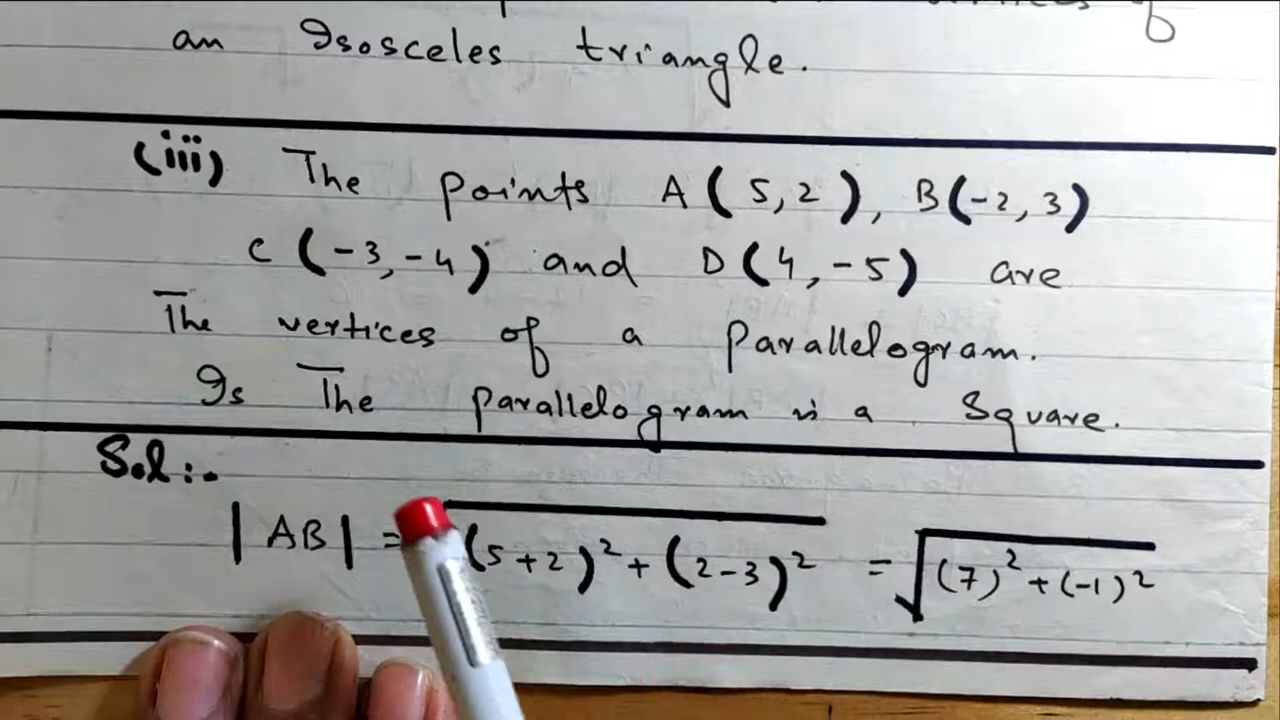 of
an Isosceles triangle.
(iii) The points A(5,2), B(-2,3)
C(-3,-4) and D(4,-5) are
The vertices of a parallelogram.
Is The parallelogram is a Square.
Sol:-
|AB| = (5+2)²+(2-3)² = √(7)²+(-1)²